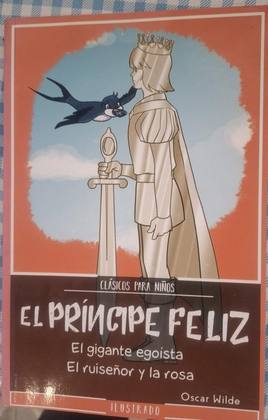 CLÁSICOS PARA NIÑOS
EL PRÍNCIPE FELIZ
El gigante egoísta
El ruiseñor y la rosa
Oscar Wilde
ILUSTRADO